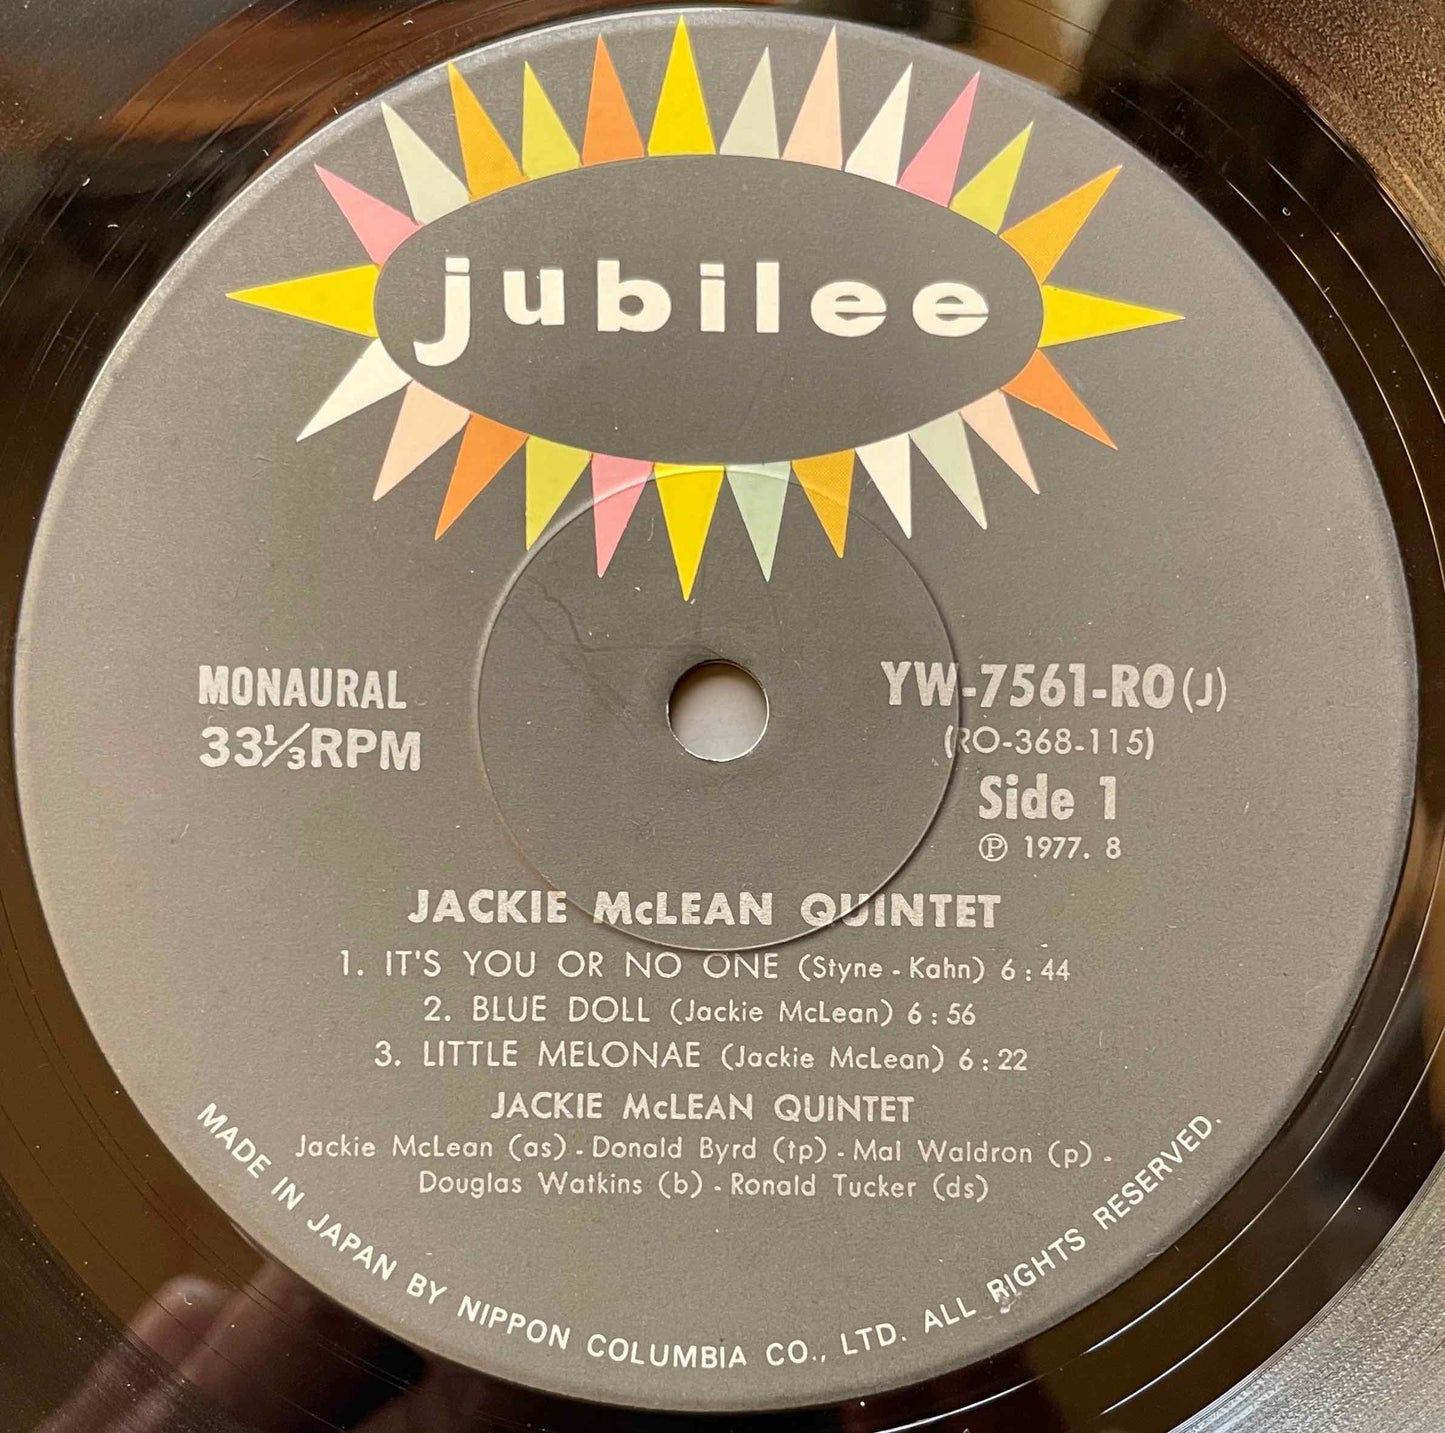 jubilee
MONAURAL
33⅓RPM
YW-7561-RO(J)
(RO-368-115)
Side 1
Ⓟ 1977. 8
JACKIE McLEAN QUINTET
1. IT'S YOU OR NO ONE (Styne - Kahn) 6 : 44
2. BLUE DOLL (Jackie McLean) 6 : 56
3. LITTLE MELONAE (Jackie McLean) 6 : 22
JACKIE McLEAN QUINTET
Jackie McLean (as) - Donald Byrd (tp) - Mal Waldron (p) -
Douglas Watkins (b) - Ronald Tucker (ds)
MADE IN JAPAN BY NIPPON COLUMBIA CO., LTD. ALL RIGHTS RESERVED.